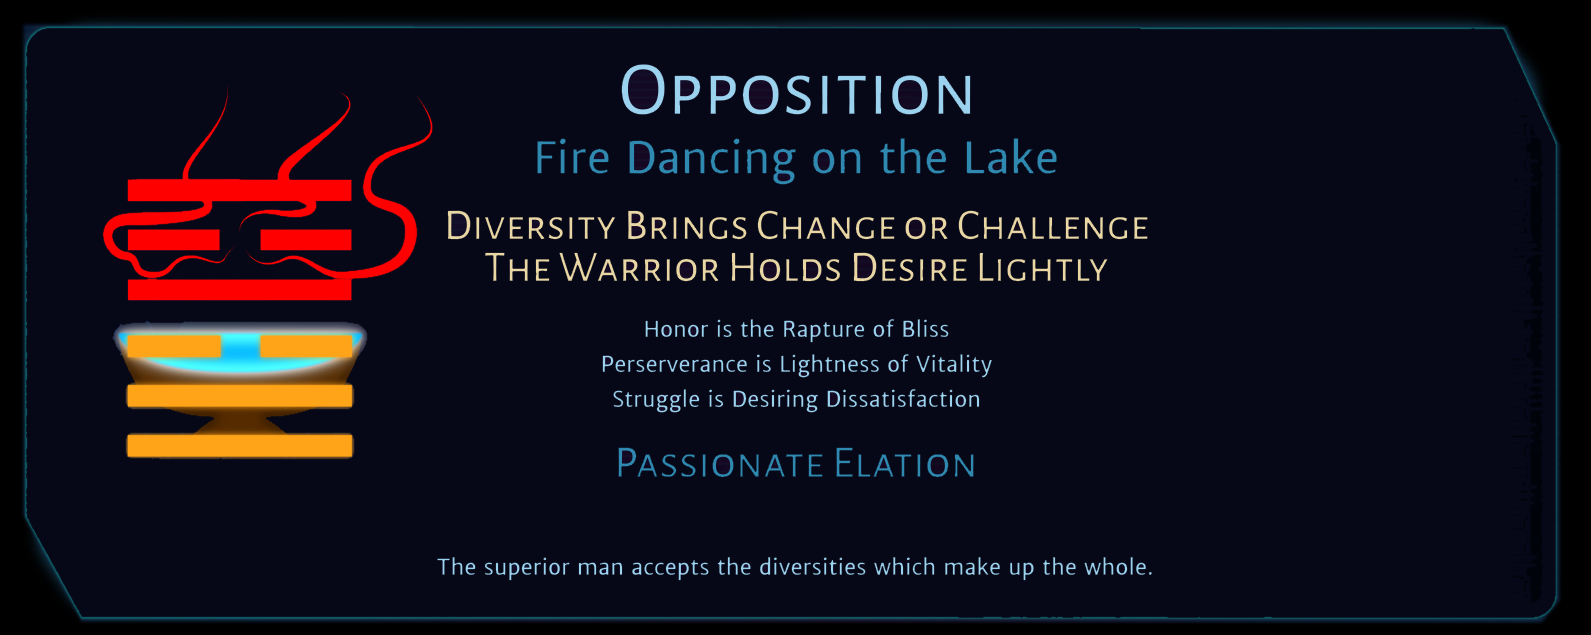 Opposition
Fire Dancing on the Lake
Diversity Brings Change or Challenge
The Warrior Holds Desire Lightly
Honor is the Rapture of Bliss
Perserverance is Lightness of Vitality
Struggle is Desiring Dissatisfaction
Passionate Elation
The superior man accepts the diversities which make up the whole.